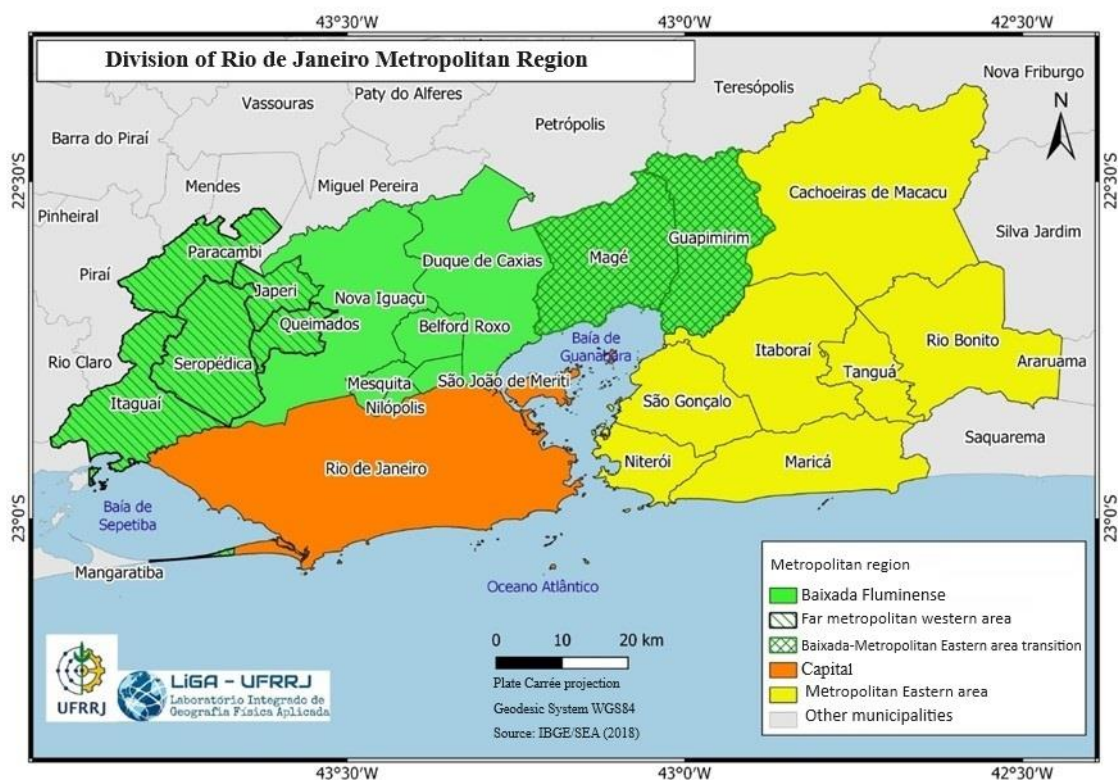 43°30'W 43°0'W 42°30'W
Division of Rio de Janeiro Metropolitan Region
Nova Friburgo
Teresópolis
Paty do Alferes
Vassouras
N
Petrópolis
Barra do Piraí
22°30'S
22°30'S
Mendes
Miguel Pereira
Cachoeiras de Macacu
Pinheiral
Silva Jardim
Guapimirim
Paracambi
Magé
Duque de Caxias
Piraí
Japeri
Nova Iguaçu
Queimados
Belford Roxo
Baía de
Guanabara
Rio Bonito
Itaboraí
Rio Claro
Seropédica
Araruama
Tanguá
Mesquita
São João de Meriti
São Gonçalo
Itaguaí
Nilópolis
Saquarema
Niterói
Maricá
Rio de Janeiro
Baía de
Sepetiba
23°0'S
23°0'S
Mangaratiba
Oceano Atlântico
Metropolitan region
Baixada Fluminense
Far metropolitan western area
Baixada-Metropolitan Eastern area transition
Capital
Metropolitan Eastern area
Other municipalities
0 10 20 km
Plate Carrée projection
Geodesic System WGS84
Source: IBGE/SEA (2018)
UFRRJ
LiGA - UFRRJ
Laboratório Integrado de
Geografia Física Aplicada
43°30'W 43°0'W 42°30'W